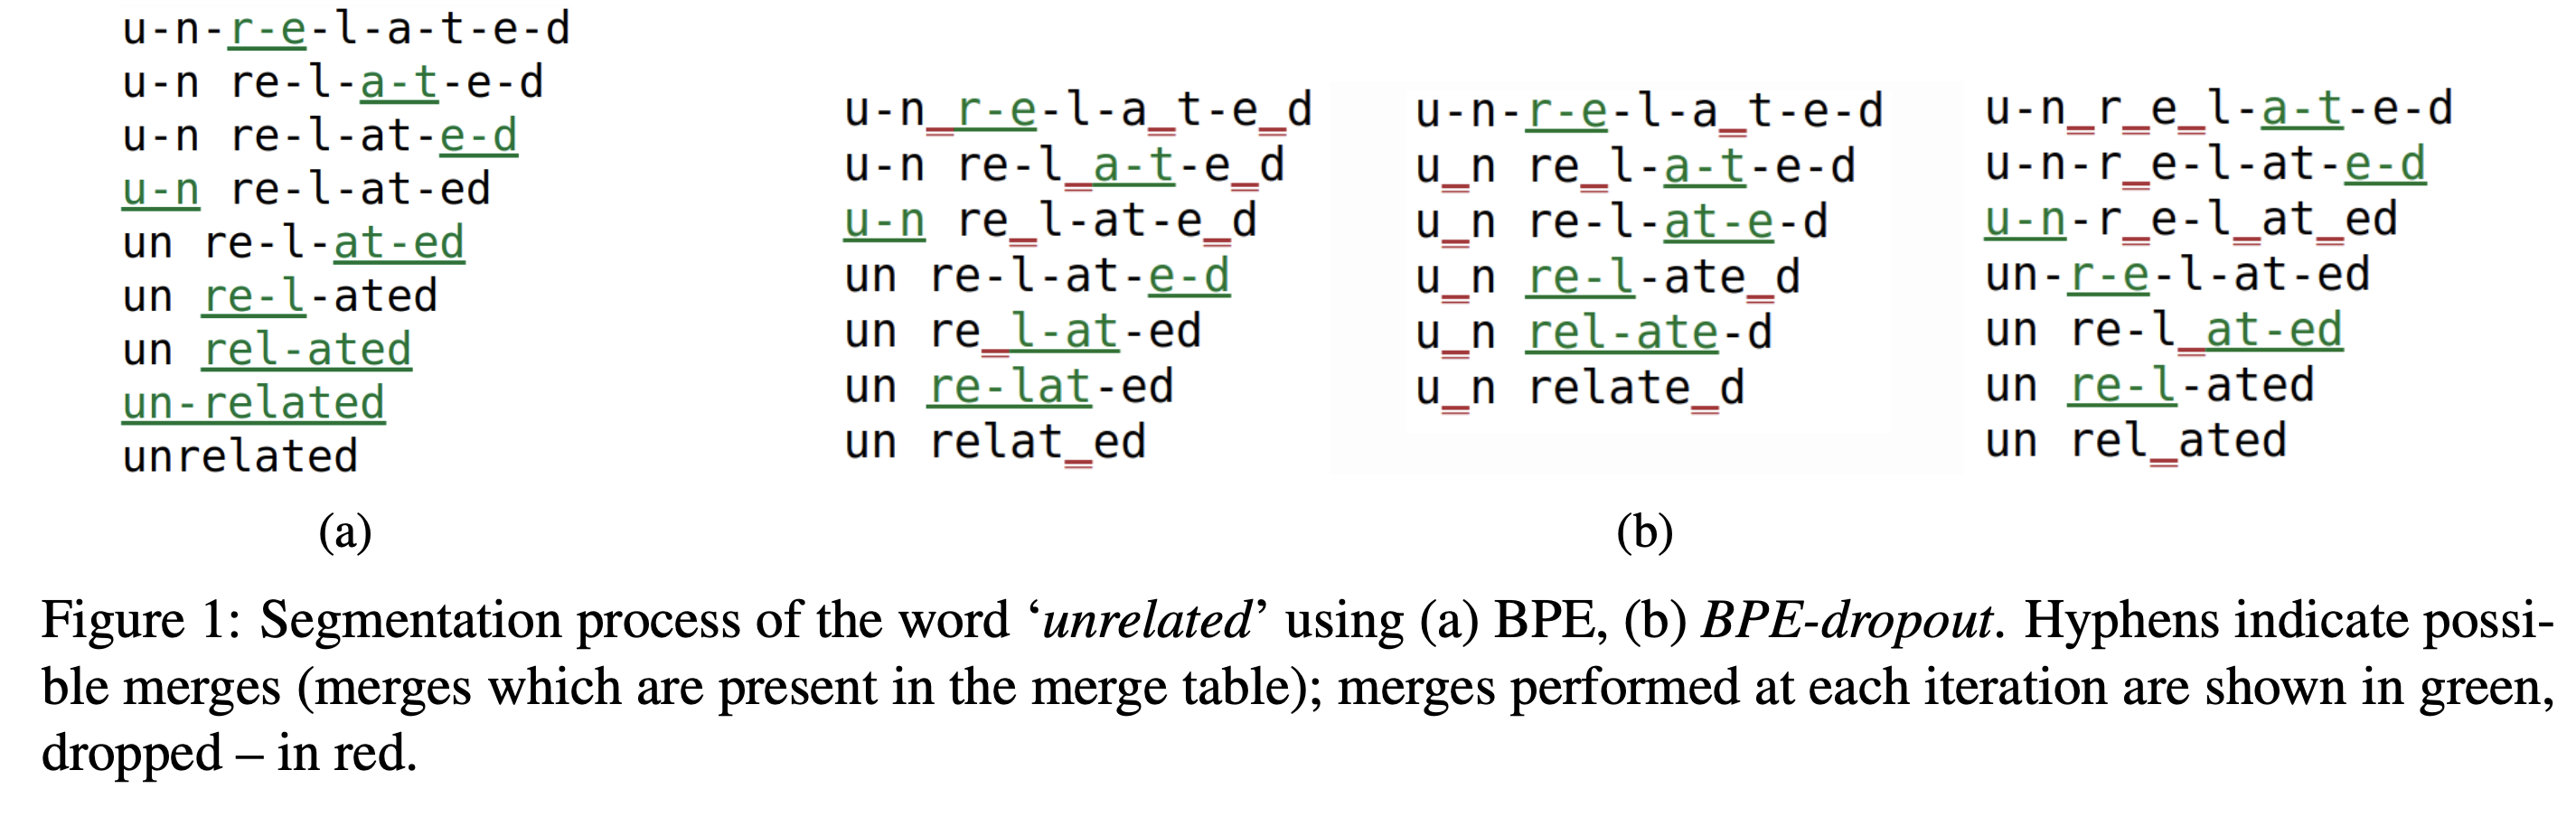 u-n-r-e-l-a-t-e-d
u-n re-l-a-t-e-d
u-n re-l-at-e-d
u-n re-l-at-ed
un re-l-at-ed
un re-l-ated
un rel-ated
un-related
unrelated
(a)
u-n_r-e-l-a_t-e_d
u-n re-l_a-t-e_d
u-n re_l-at-e_d
un re-l-at-e-d
un re_l-at-ed
un re-lat-ed
un relat_ed
u-n-r-e-l-a_t-e-d
u_n re_l-a-t-e-d
u_n re-l-at-e-d
u_n re-l-ate_d
u_n rel-ate-d
u_n relate_d
u-n_r_e_l-a-t-e-d
u-n-r_e-l-at-e-d
u-n-r_e-l_at_ed
un-r-e-l-at-ed
un re-l_at-ed
un re-l-ated
un rel_ated
(b)
Figure 1: Segmentation process of the word ‘unrelated’ using (a) BPE, (b) BPE-dropout. Hyphens indicate possi-
ble merges (merges which are present in the merge table); merges performed at each iteration are shown in green,
dropped – in red.